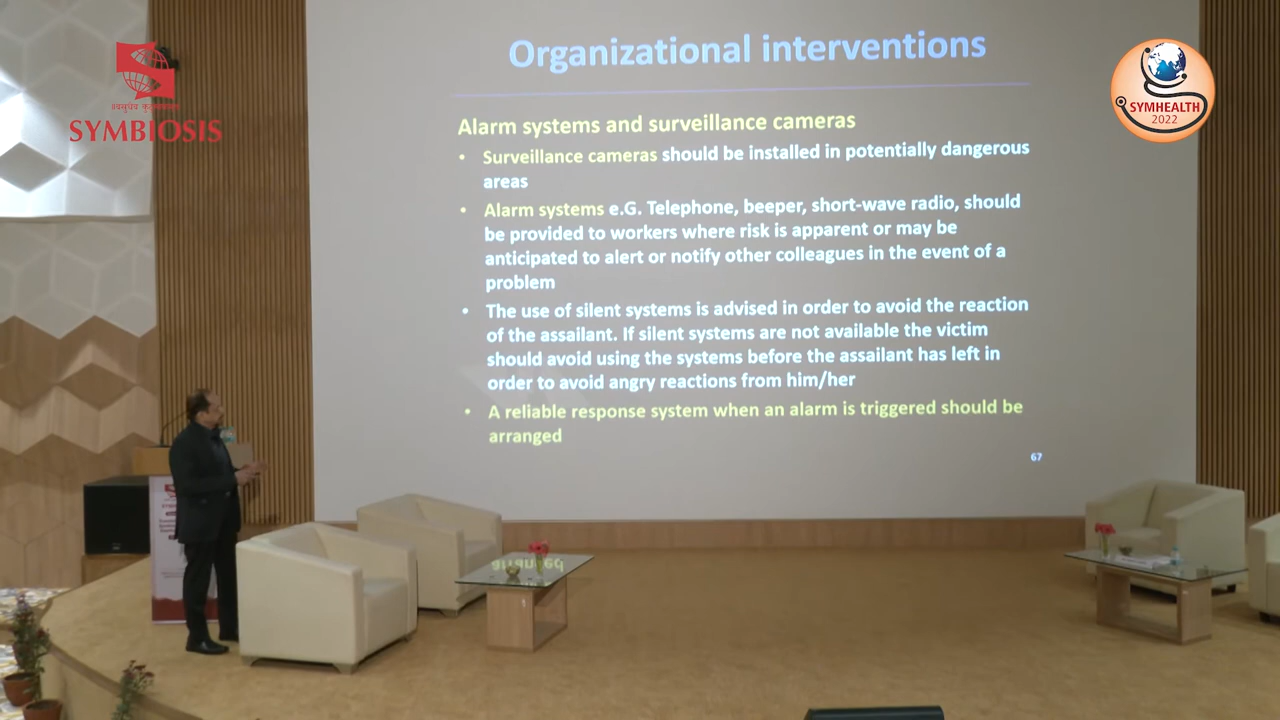 Organizational interventions
SYMBIOSIS
SYMHEALTH
2022
Alarm systems and surveillance cameras
• Surveillance cameras should be installed in potentially dangerous
areas
• Alarm systems e.G. Telephone, beeper, short-wave radio, should
be provided to workers where risk is apparent or may be
anticipated to alert or notify other colleagues in the event of a
problem
• The use of silent systems is advised in order to avoid the reaction
of the assailant. If silent systems are not available the victim
should avoid using the systems before the assailant has left in
order to avoid angry reactions from him/her
• A reliable response system when an alarm is triggered should be
arranged
67